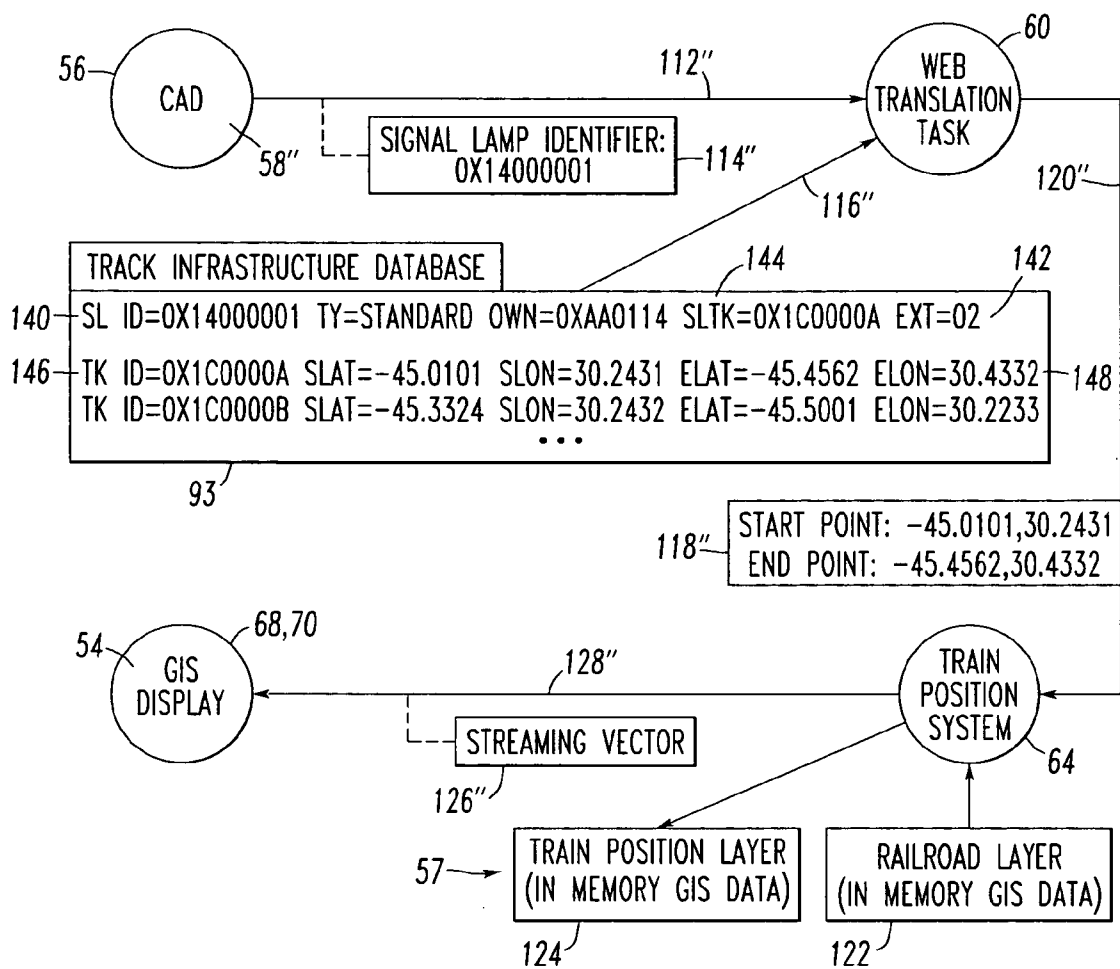 60
56
CAD
58"
112"
WEB
TRANSLATION
TASK
SIGNAL LAMP IDENTIFIER:
0X14000001
114"
116"
120"
TRACK INFRASTRUCTURE DATABASE
144
142
140
SL ID=0X14000001 TY=STANDARD OWN=0XAA0114 SLTK=0X1C0000A EXT=02
146
TK ID=0X1C0000A SLAT=-45.0101 SLON=30.2431 ELAT=-45.4562 ELON=30.4332
148
TK ID=0X1C0000B SLAT=-45.3324 SLON=30.2432 ELAT=-45.5001 ELON=30.2233
•••
93
118"
START POINT: -45.0101,30.2431
END POINT: -45.4562,30.4332
54
68,70
GIS
DISPLAY
128"
TRAIN
POSITION
SYSTEM
64
STREAMING VECTOR
126"
57
TRAIN POSITION LAYER
(IN MEMORY GIS DATA)
124
RAILROAD LAYER
(IN MEMORY GIS DATA)
122